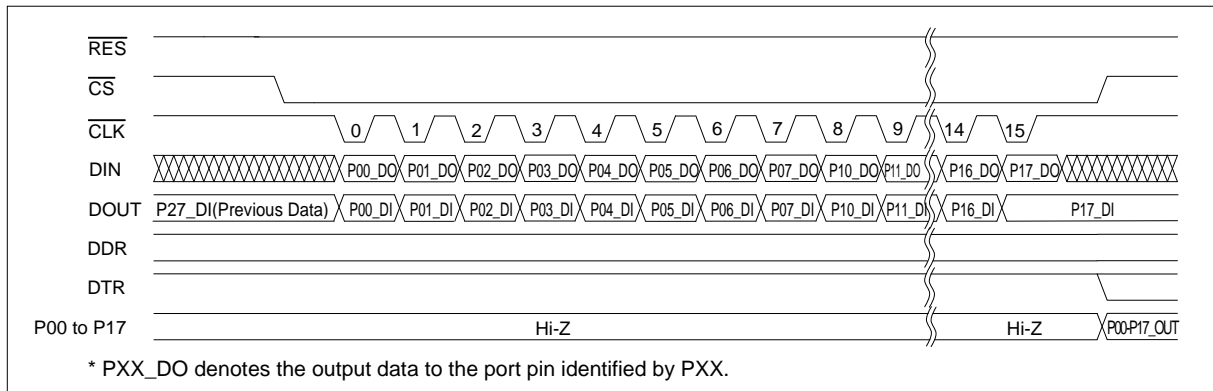 RES
CS
CLK 0 1 2 3 4 5 6 7 8 9 14 15
DIN P00_DO P01_DO P02_DO P03_DO P04_DO P05_DO P06_DO P07_DO P10_DO P11_DO P16_DO P17_DO
DOUT P27_DI(Previous Data) P00_DI P01_DI P02_DI P03_DI P04_DI P05_DI P06_DI P07_DI P10_DI P11_DI P16_DI P17_DI
DDR
DTR
P00 to P17 Hi-Z Hi-Z P00-P17_OUT
* PXX_DO denotes the output data to the port pin identified by PXX.